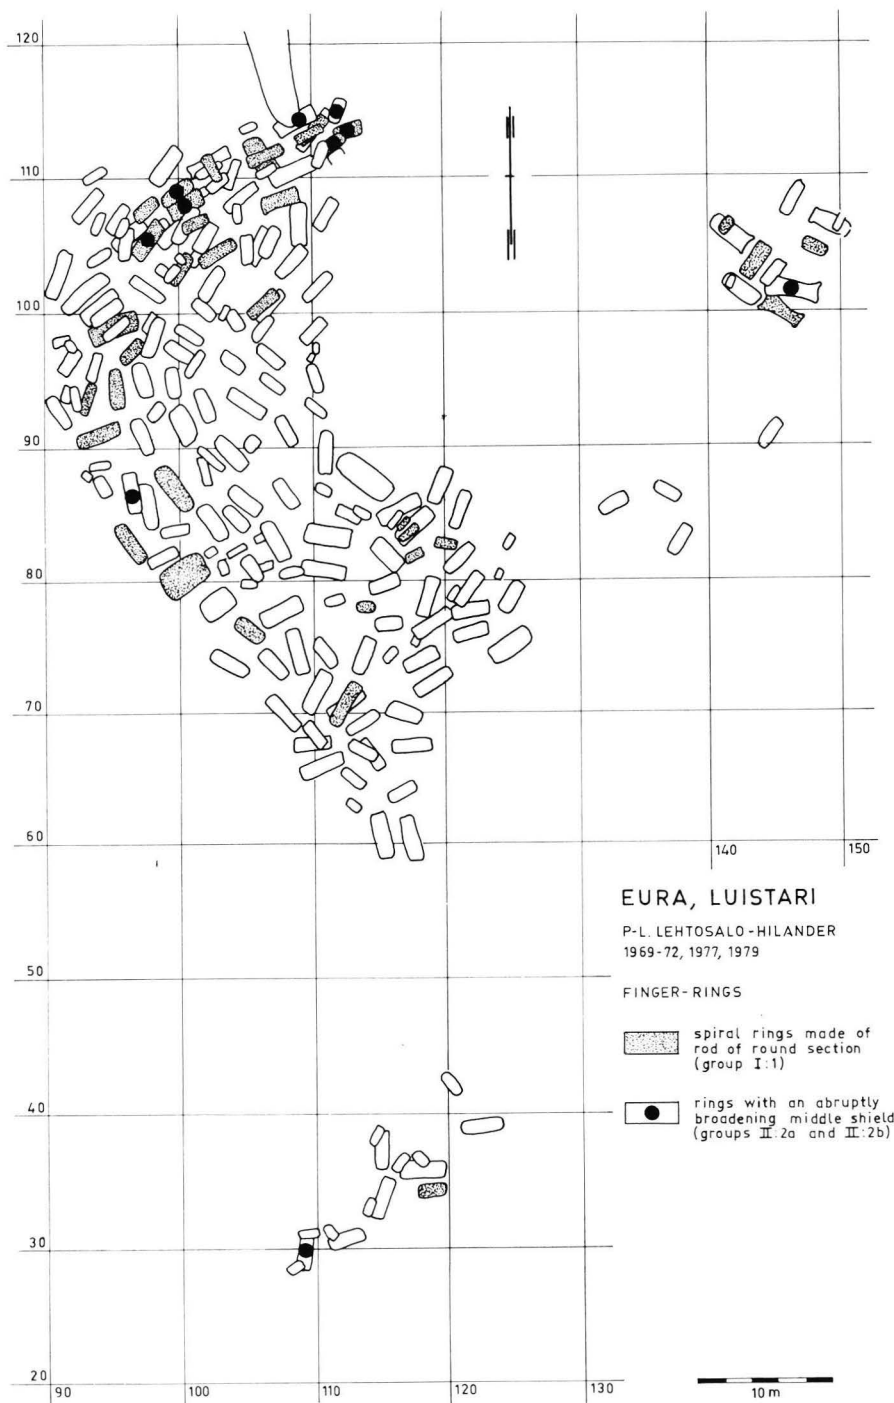 120
110
100
90
80
70
60
140
150
EURA, LUISTARI
P-L. LEHTOSALO-HILANDER
1969-72, 1977, 1979
50
FINGER-RINGS
spiral rings made of
rod of round section
(group I:1)
40
rings with an abruptly
broadening middle shield
(groups II:2a and III:2b)
30
20
90
100
110
120
130
10 m